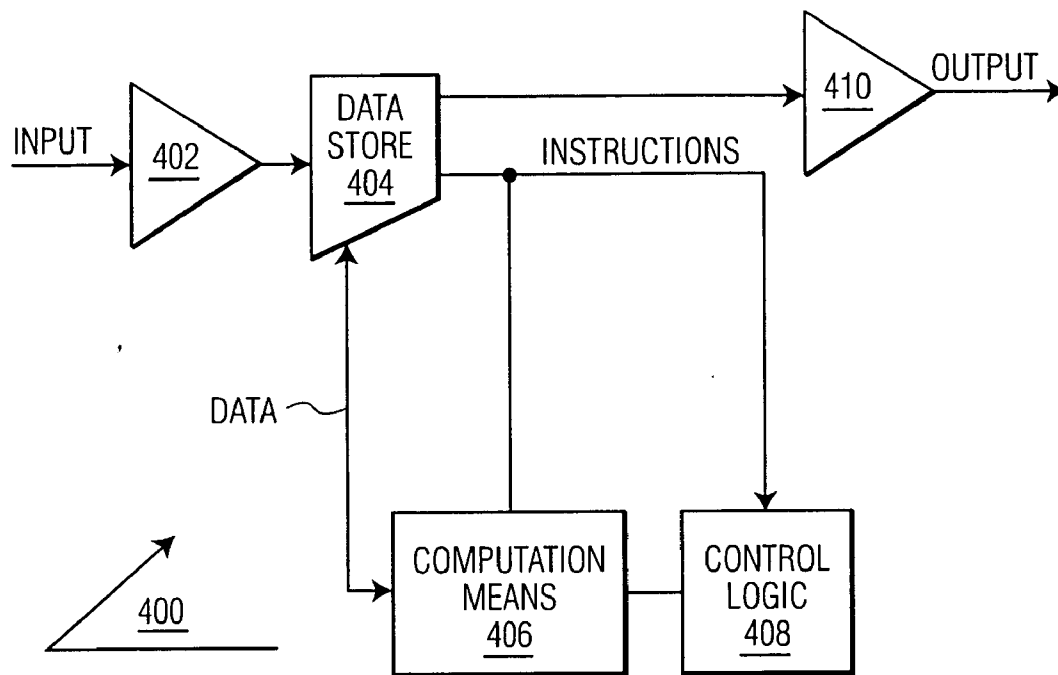 INPUT
402
DATA
STORE
404
INSTRUCTIONS
410
OUTPUT
DATA
COMPUTATION
MEANS
406
CONTROL
LOGIC
408
400